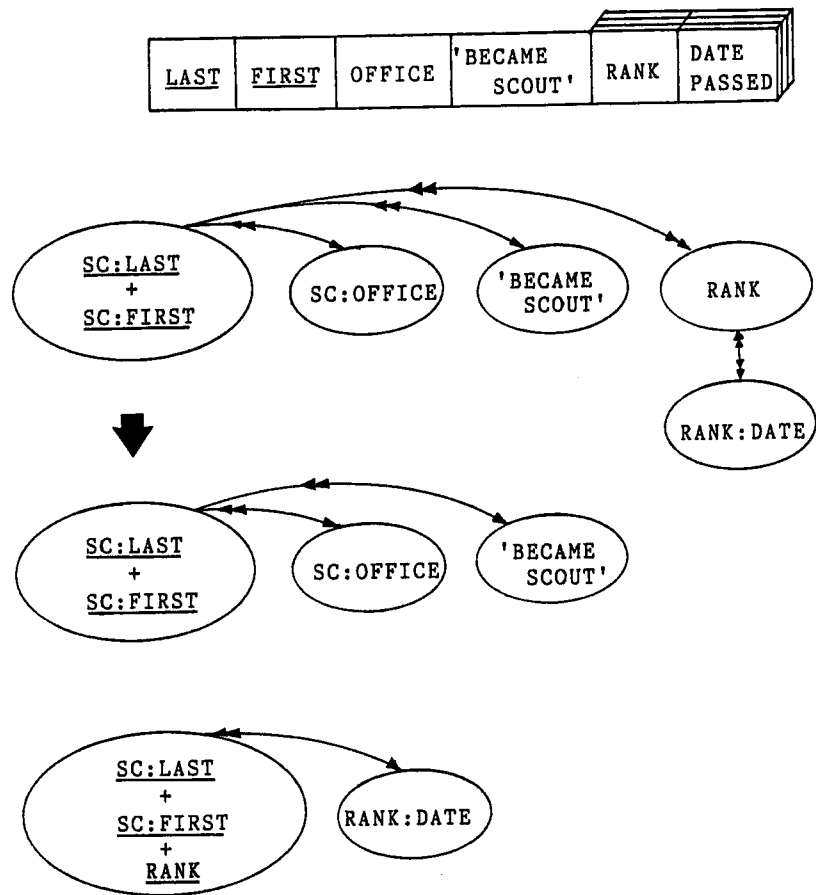 LAST FIRST OFFICE 'BECAME SCOUT' RANK DATE PASSED
SC:LAST
+
SC:FIRST
SC:OFFICE
'BECAME
SCOUT'
RANK
RANK:DATE
SC:LAST
+
SC:FIRST
SC:OFFICE
'BECAME
SCOUT'
SC:LAST
+
SC:FIRST
+
RANK
RANK:DATE